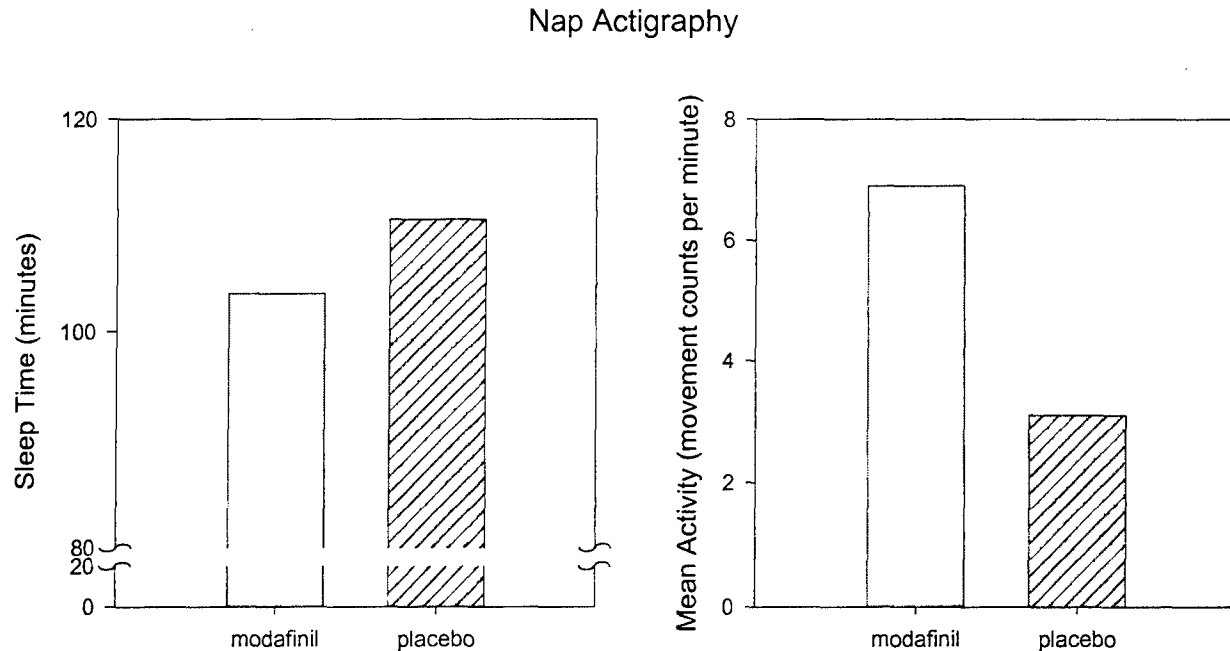 Nap Actigraphy
Sleep Time (minutes)
120
100
80
20
0
modafinil
placebo
Mean Activity (movement counts per minute)
8
6
4
2
0
modafinil
placebo